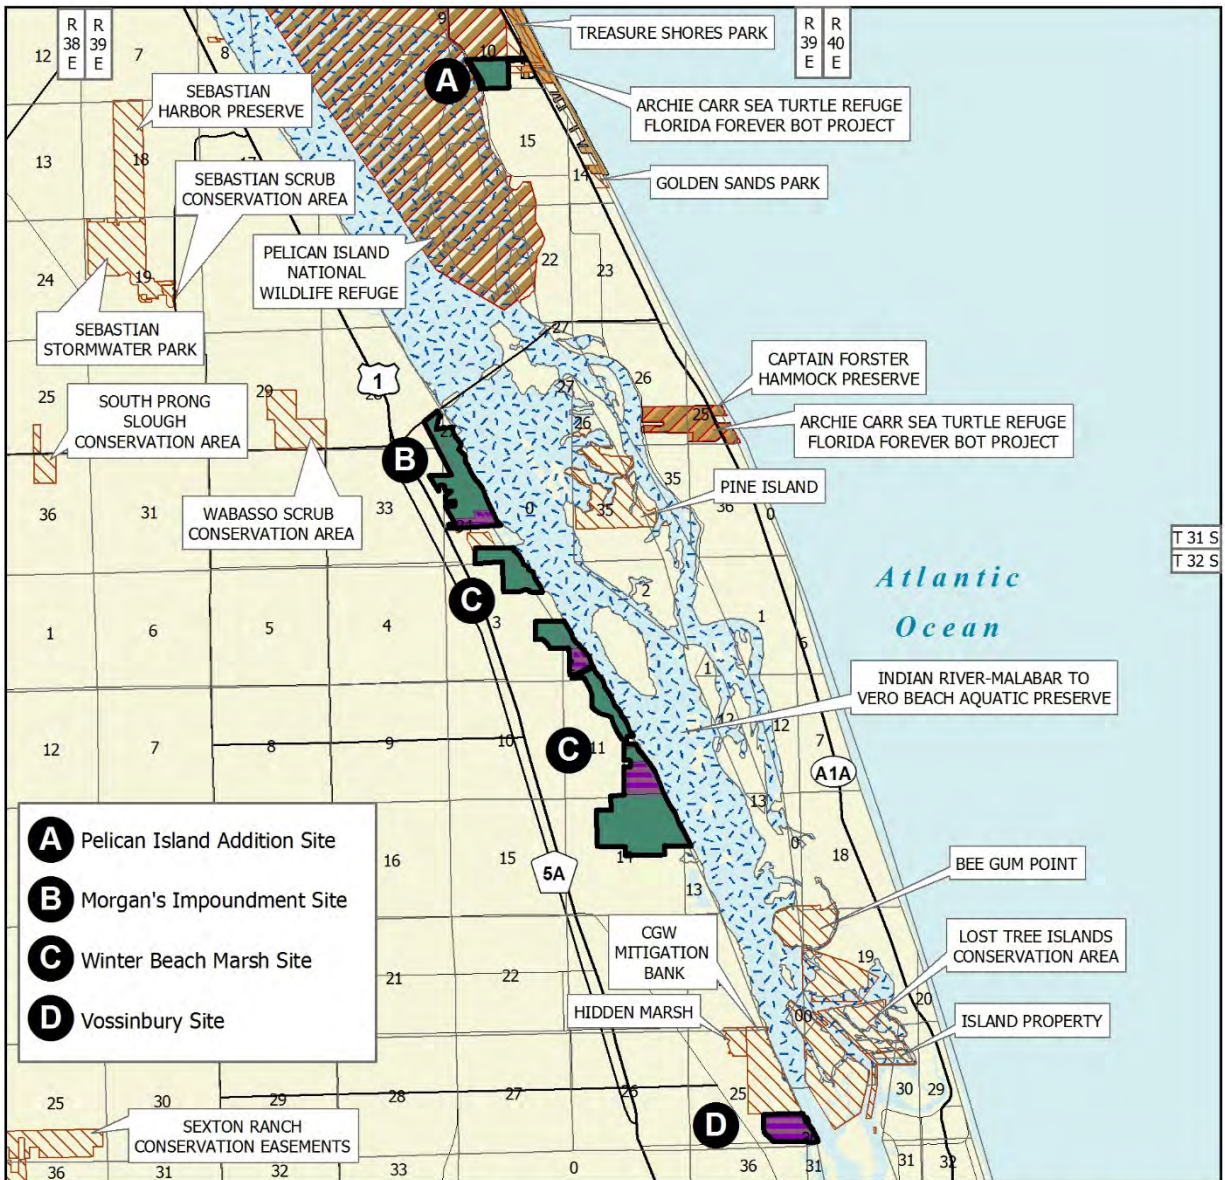 R
38
E
R
39
E
R
39
E
R
40
E
TREASURE SHORES PARK
12
7
8
9
10
A
SEBASTIAN
HARBOR PRESERVE
ARCHIE CARR SEA TURTLE REFUGE
FLORIDA FOREVER BOT PROJECT
15
13
18
17
14
SEBASTIAN SCRUB
CONSERVATION AREA
GOLDEN SANDS PARK
PELICAN ISLAND
NATIONAL
WILDLIFE REFUGE
22
23
24
19
SEBASTIAN
STORMWATER PARK
27
CAPTAIN FORSTER
HAMMOCK PRESERVE
1
26
27
25
29
SOUTH PRONG
SLOUGH
CONSERVATION AREA
26
25
ARCHIE CARR SEA TURTLE REFUGE
FLORIDA FOREVER BOT PROJECT
B
35
PINE ISLAND
36
31
WABASSO SCRUB
CONSERVATION AREA
33
0
35
36
0
T 31 S
T 32 S
Atlantic
Ocean
C
2
1
6
5
4
3
1
6
1
INDIAN RIVER-MALABAR TO
VERO BEACH AQUATIC PRESERVE
12
7
8
9
10
C
11
12
12
7
A1A
13
0
A Pelican Island Addition Site
B Morgan's Impoundment Site
C Winter Beach Marsh Site
D Vossinbury Site
16
15
5A
14
13
18
BEE GUM POINT
CGW
MITIGATION
BANK
LOST TREE ISLANDS
CONSERVATION AREA
21
22
19
20
HIDDEN MARSH
ISLAND PROPERTY
25
29
28
27
26
25
30
29
D
SEXTON RANCH
CONSERVATION EASEMENTS
36
31
32
33
0
36
31
31
32